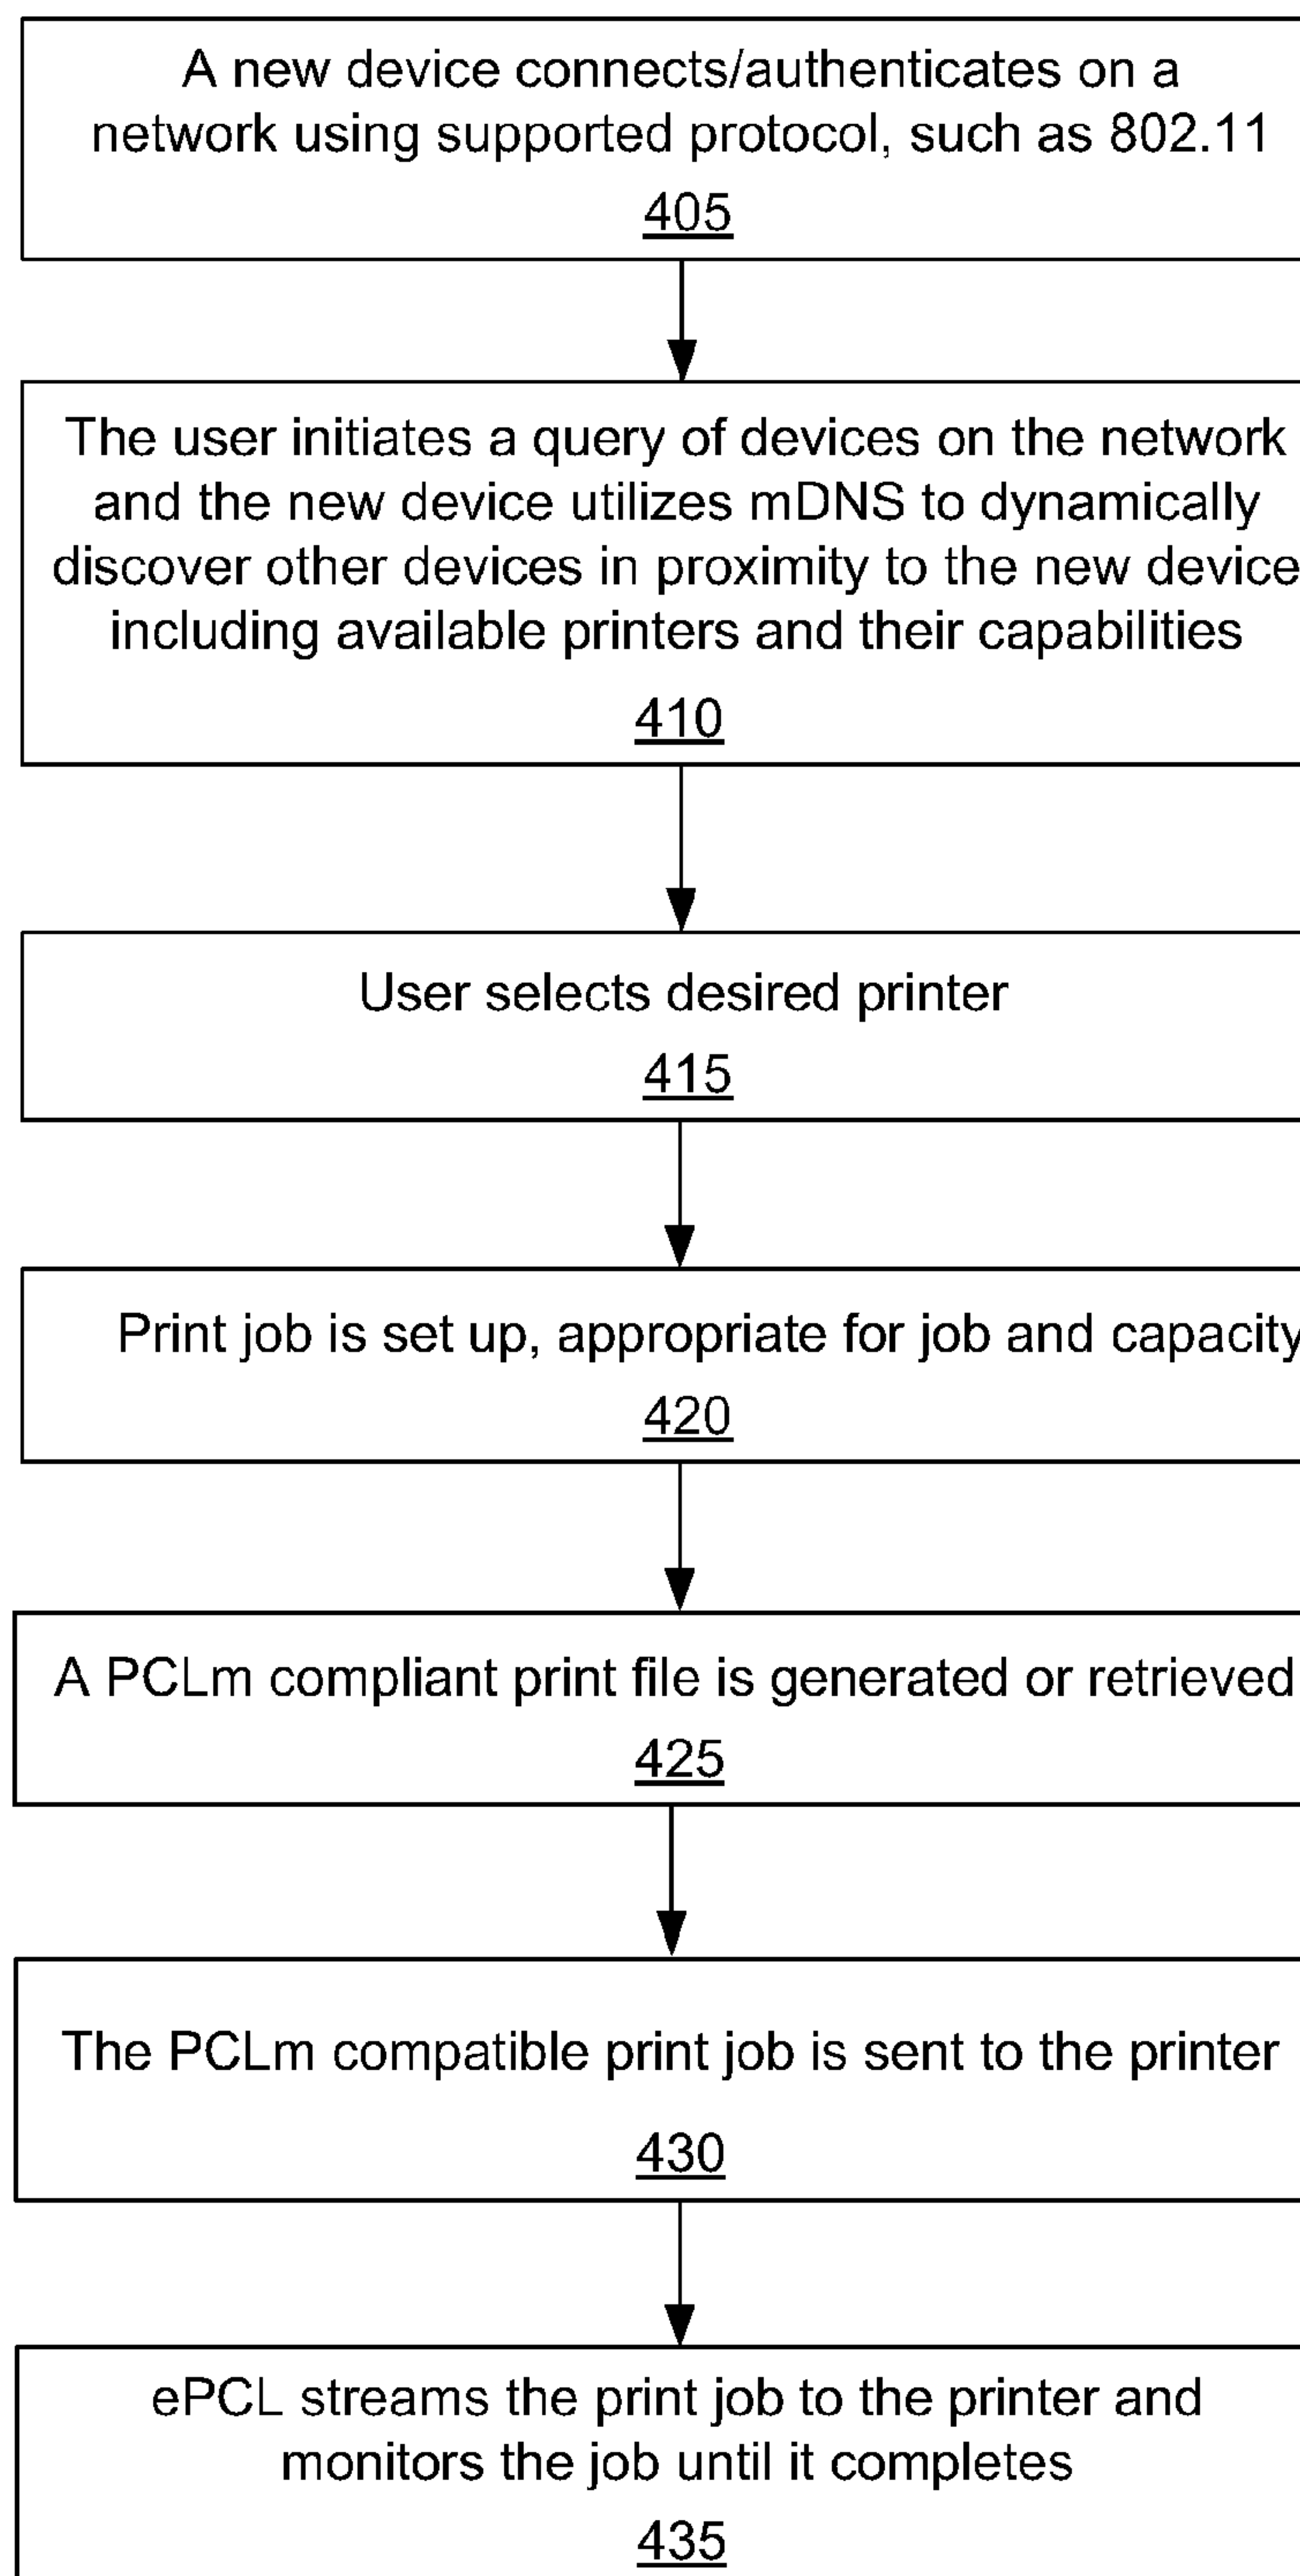 A new device connects/authenticates on a
network using supported protocol, such as 802.11
405
The user initiates a query of devices on the network
and the new device utilizes mDNS to dynamically
discover other devices in proximity to the new device
including available printers and their capabilities
410
User selects desired printer
415
Print job is set up, appropriate for job and capacity
420
A PCLm compliant print file is generated or retrieved
425
The PCLm compatible print job is sent to the printer
430
ePCL streams the print job to the printer and
monitors the job until it completes
435